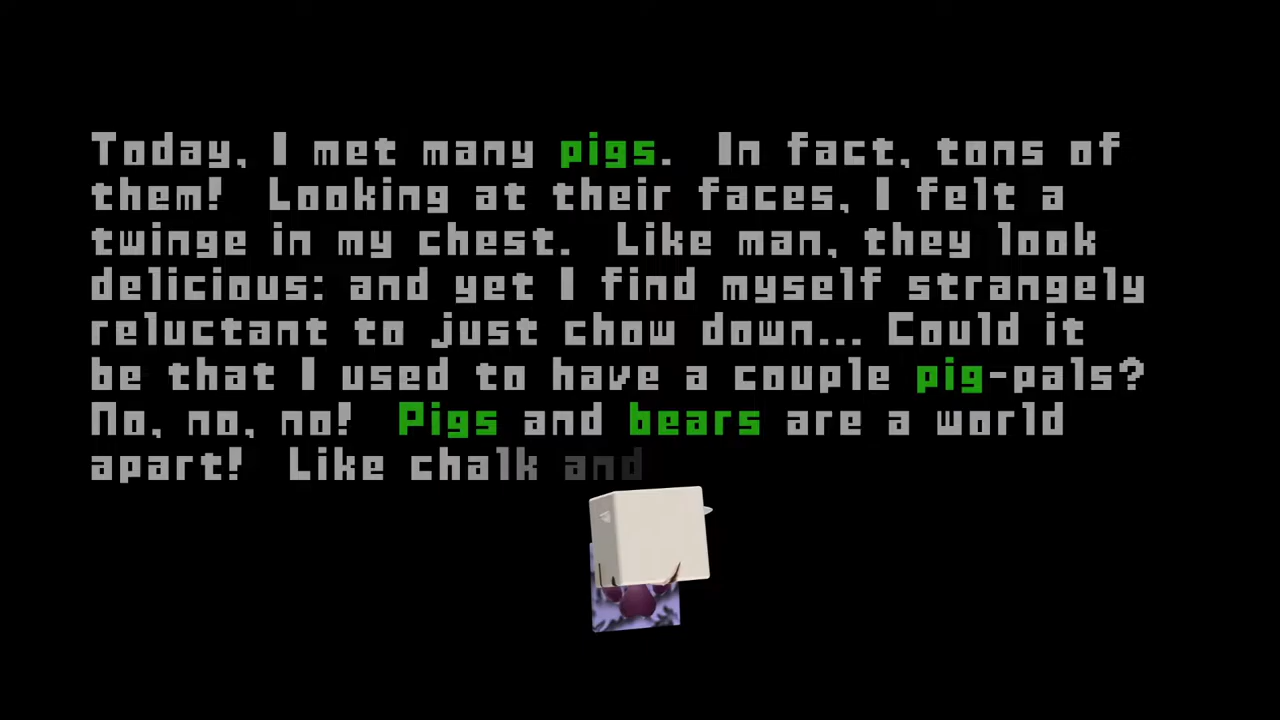 Today, I met many pigs. In fact, tons of
them! Looking at their faces, I felt a
twinge in my chest. Like man, they look
delicious: and yet I find myself strangely
reluctant to just chow down... Could it
be that I used to have a couple pig-pals?
No, no, no! Pigs and bears are a world
apart! Like chalk and